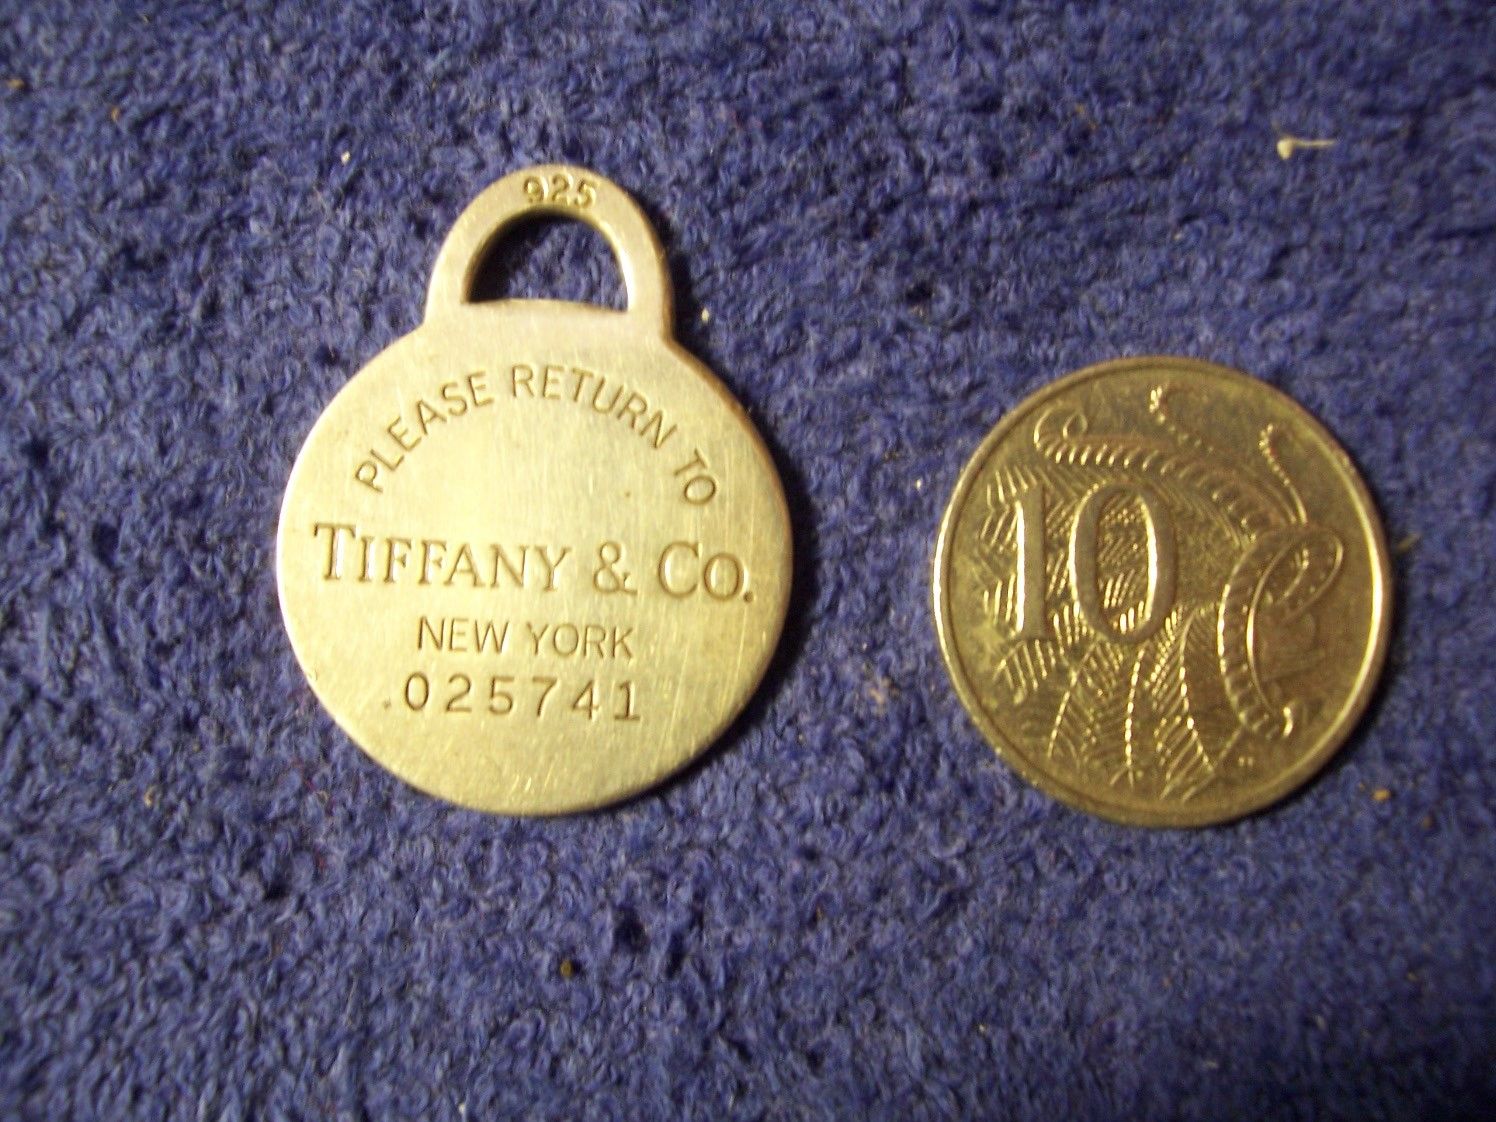 925
PLEASE RETURN TO
TIFFANY & CO.
NEW YORK
025741
10